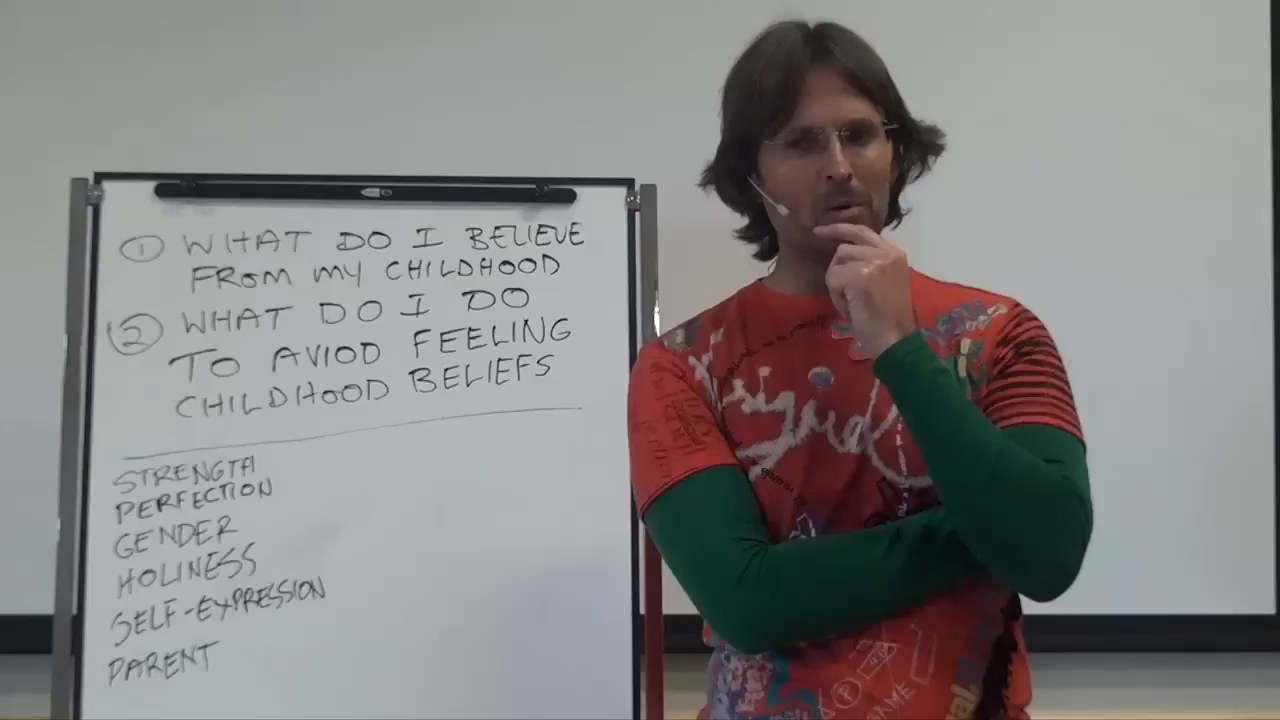 ① WHAT DO I BELIEVE
FROM MY CHILDHOOD
② WHAT DO I DO
TO AVIOD FEELING
CHILDHOOD BELIEFS
STRENGTH
PERFECTION
GENDER
HOLINESS
SELF-EXPRESSION
PARENT